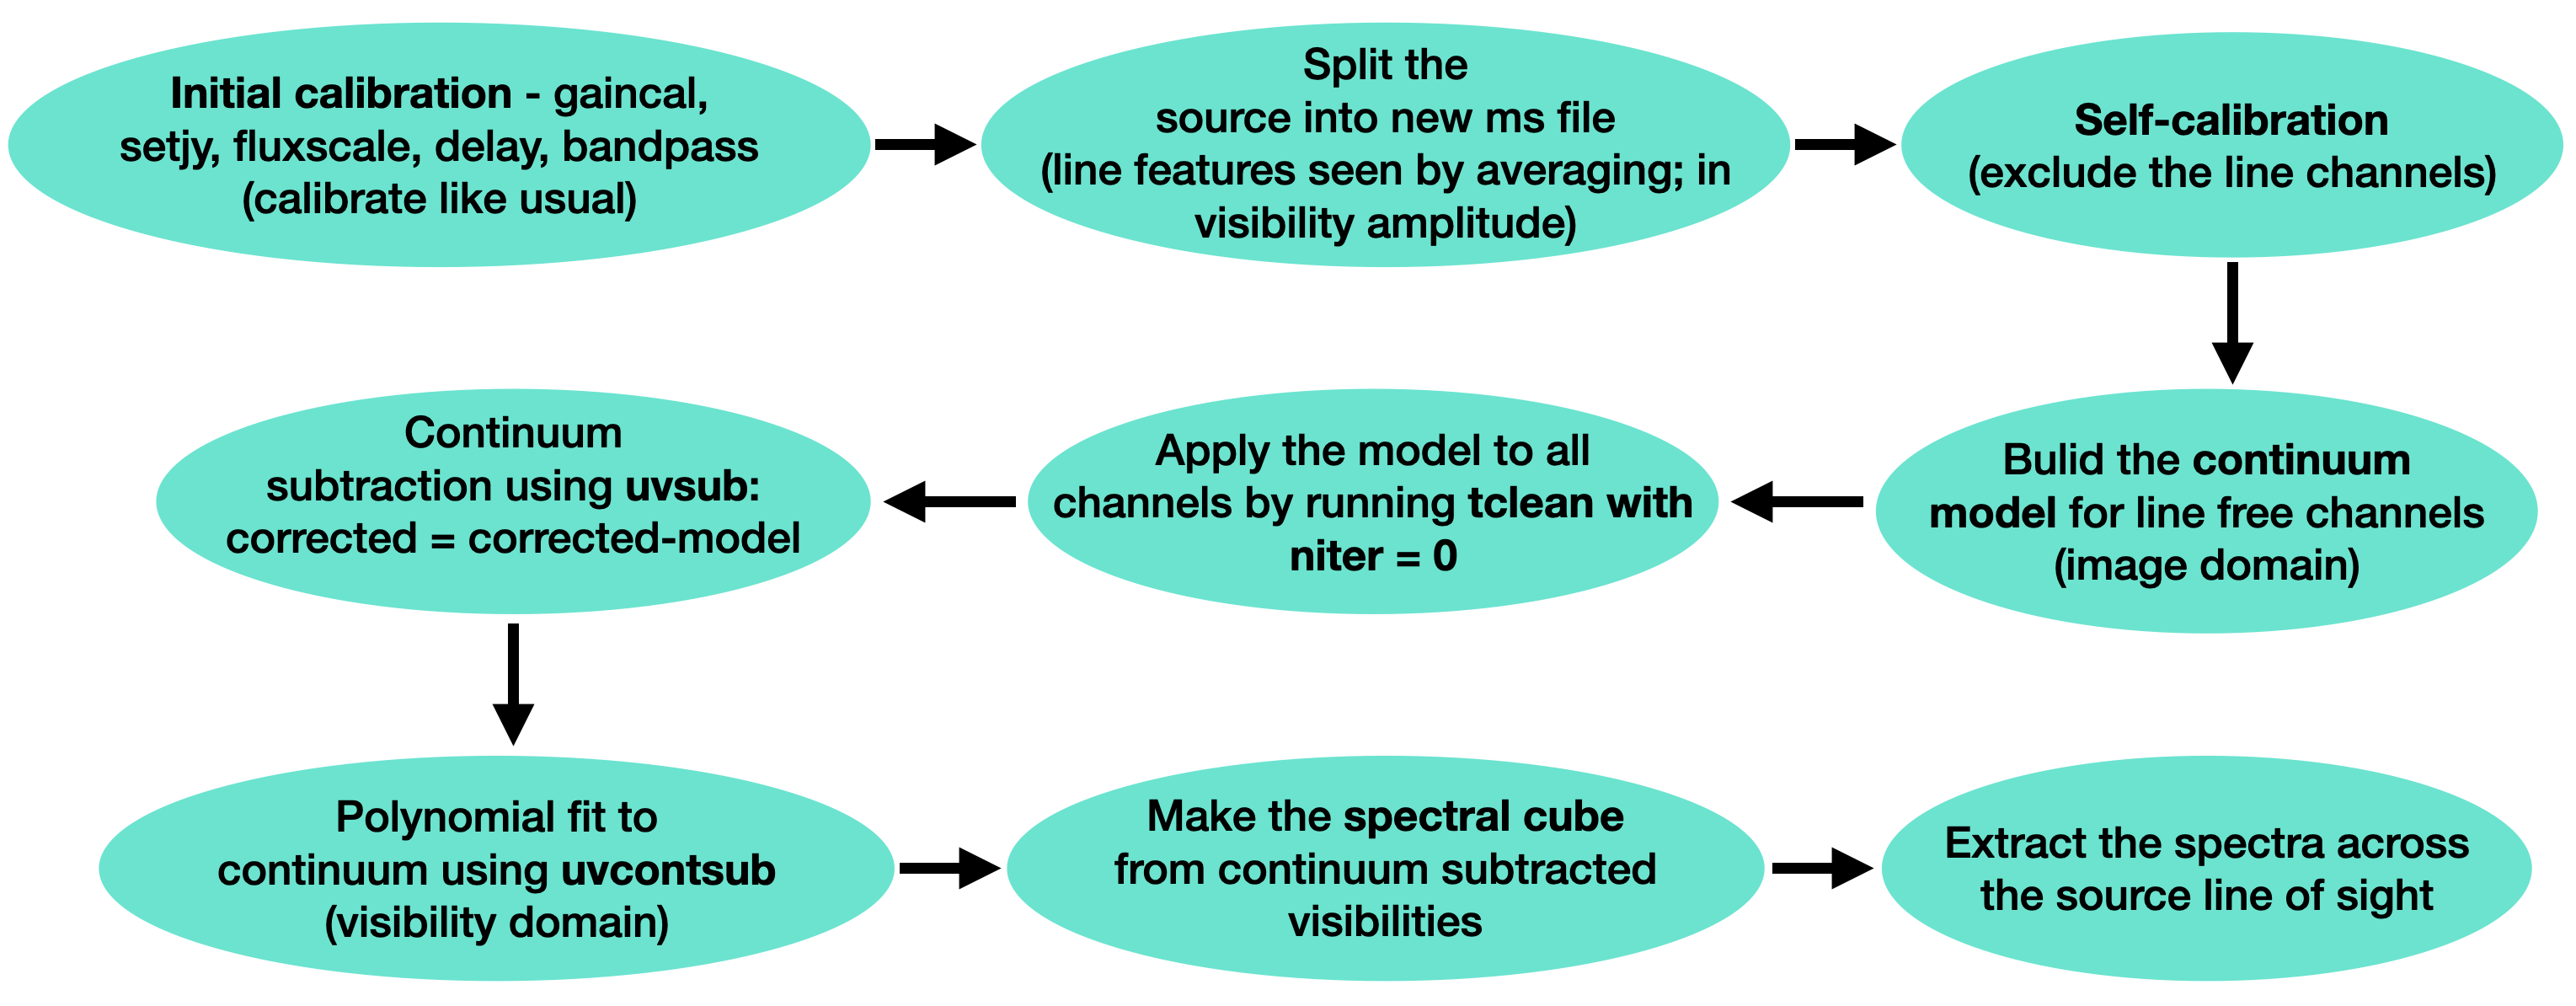 Initial calibration - gaincal,
setjy, fluxscale, delay, bandpass
(calibrate like usual)
Split the
source into new ms file
(line features seen by averaging; in
visibility amplitude)
Self-calibration
(exclude the line channels)
Bulid the continuum
model for line free channels
(image domain)
Apply the model to all
channels by running tclean with
niter = 0
Continuum
subtraction using uvsub:
corrected = corrected-model
Polynomial fit to
continuum using uvcontsub
(visibility domain)
Make the spectral cube
from continuum subtracted
visibilities
Extract the spectra across
the source line of sight